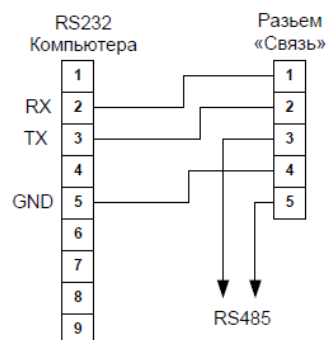 RS232
Компьютера
Разьем
«Связь»
1
RX 2
TX 3
4
GND 5
6
7
8
9
1
2
3
4
5
RS485